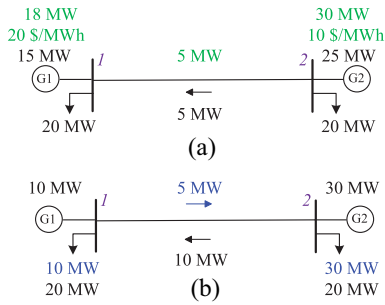 18 MW
30 MW
20 $/MWh
10 $/MWh
15 MW
1
5 MW
2
25 MW
G1
G2
5 MW
20 MW
20 MW
(a)
10 MW
1
5 MW
2
30 MW
G1
G2
10 MW
10 MW
30 MW
20 MW
20 MW
(b)